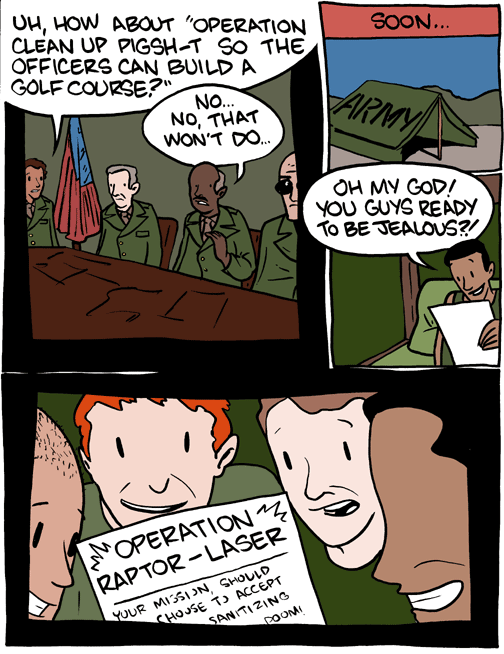 UH, HOW ABOUT "OPERATION
CLEAN UP PIGSH-T SO THE
OFFICERS CAN BUILD A
GOLF COURSE?"
NO...
NO, THAT
WON'T DO...
SOON...
ARMY
OH MY GOD!
YOU GUYS READY
TO BE JEALOUS?!
OPERATION
RAPTOR-LASER
YOUR MISSION, SHOULD
CHOOSE TO ACCEPT
SANITIZING
DOOM!